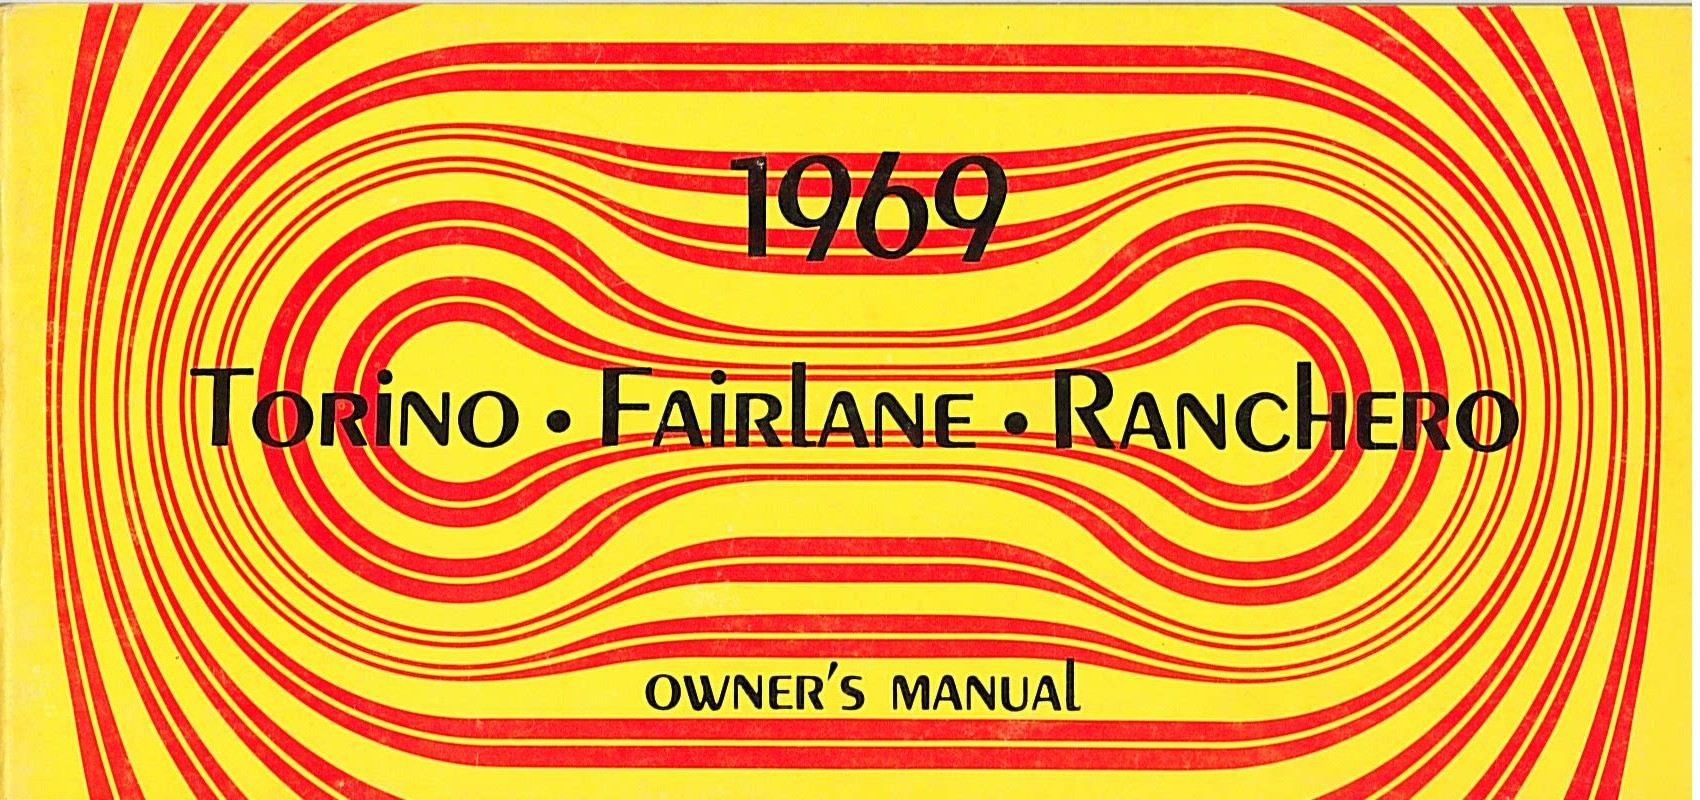 1969
Torino • Fairlane • Ranchero
OWNER'S MANUAL